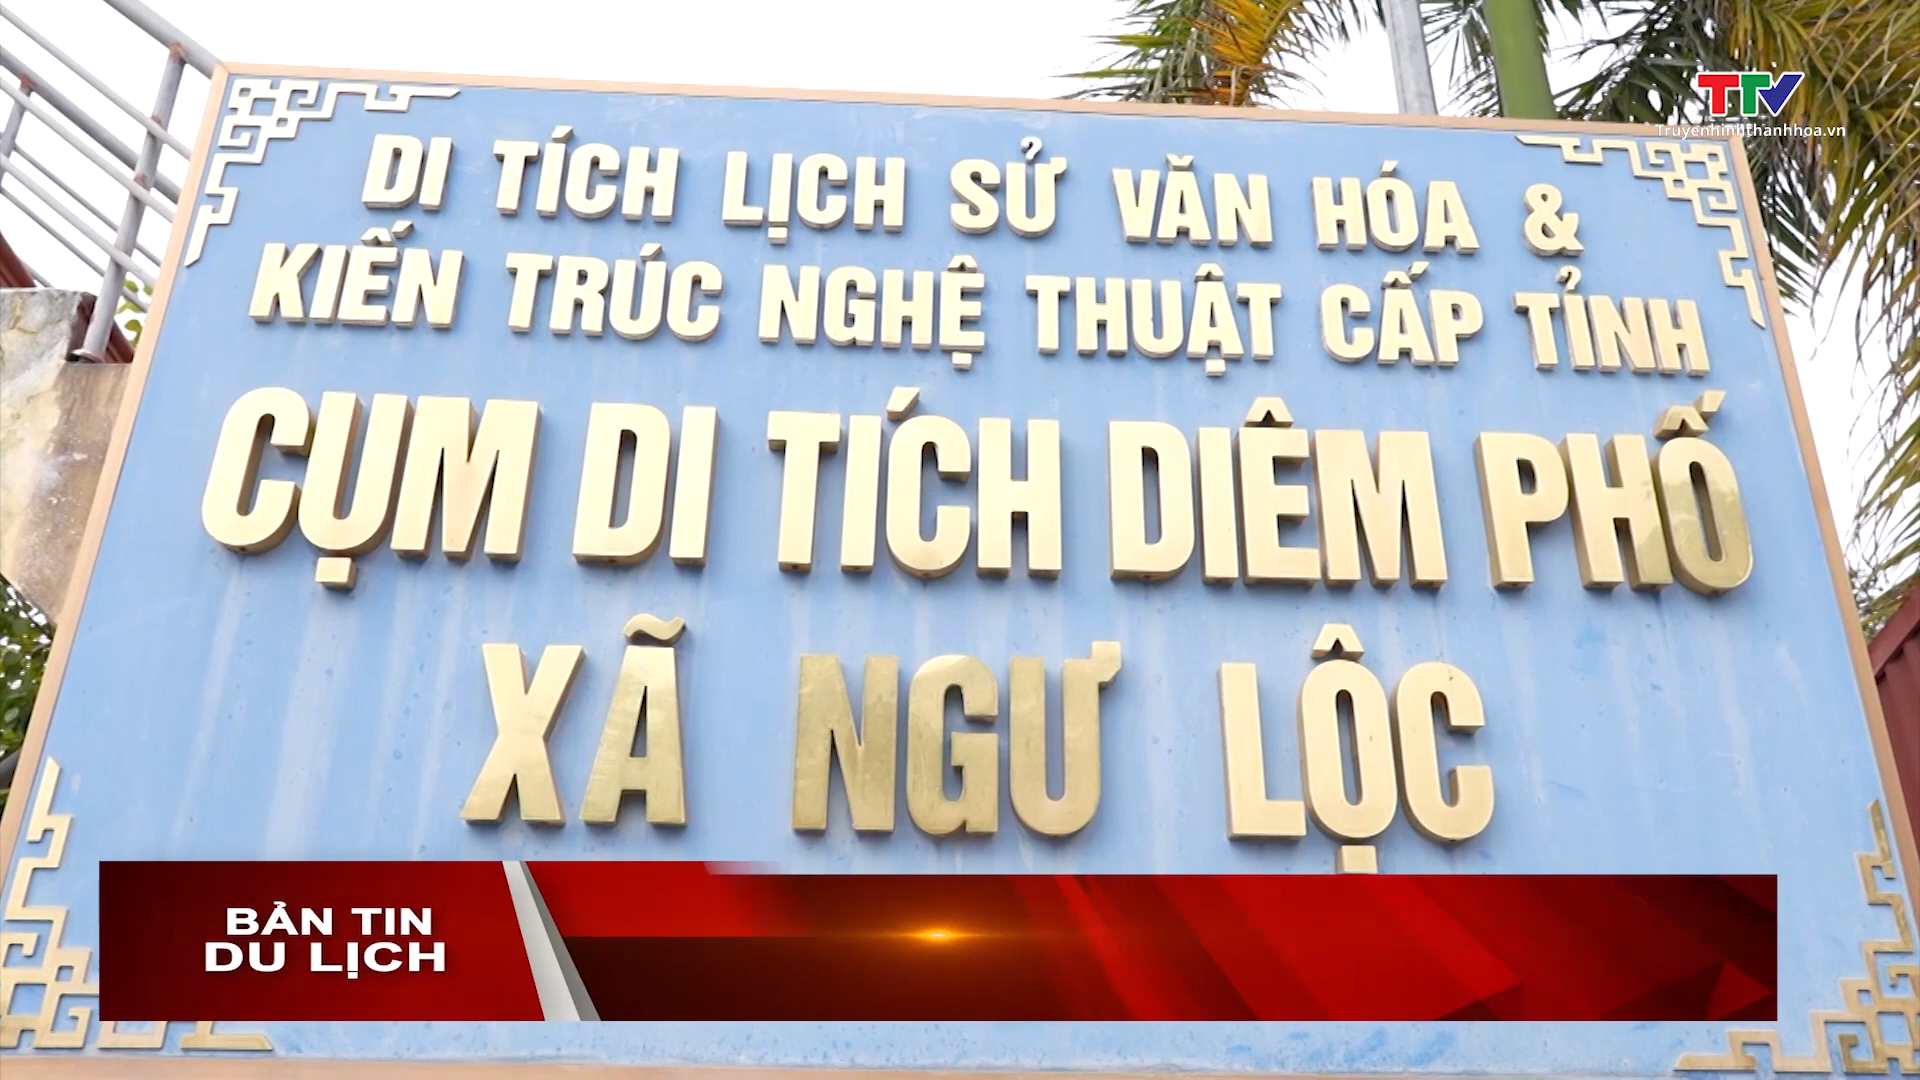 TTV
Truyenhinhthanhhoa.vn
DI TÍCH LỊCH SỬ VĂN HÓA &
KIẾN TRÚC NGHỆ THUẬT CẤP TỈNH
CỤM DI TÍCH DIÊM PHỐ
XÃ NGƯ LỘC
BẢN TIN
DU LỊCH